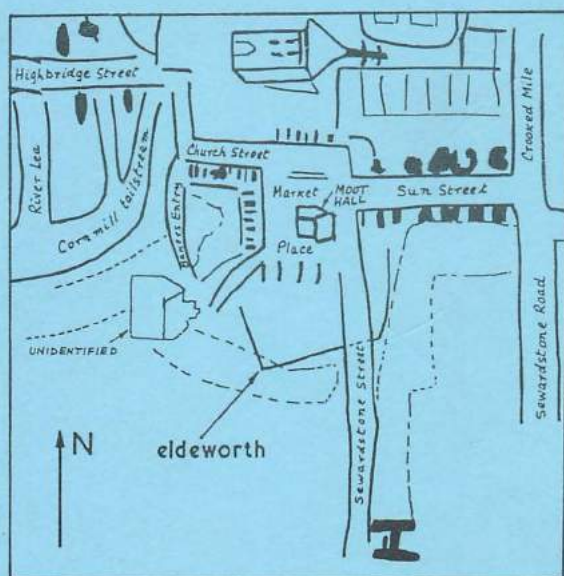 Highbridge Street
River Lea
Cornmill tailstream
Church Street
Baners Entry
Market
Place
MOOT
HALL
Sun Street
Crooked Mile
Sewardstone Road
Sewardstone Street
UNIDENTIFIED
eldeworth
N